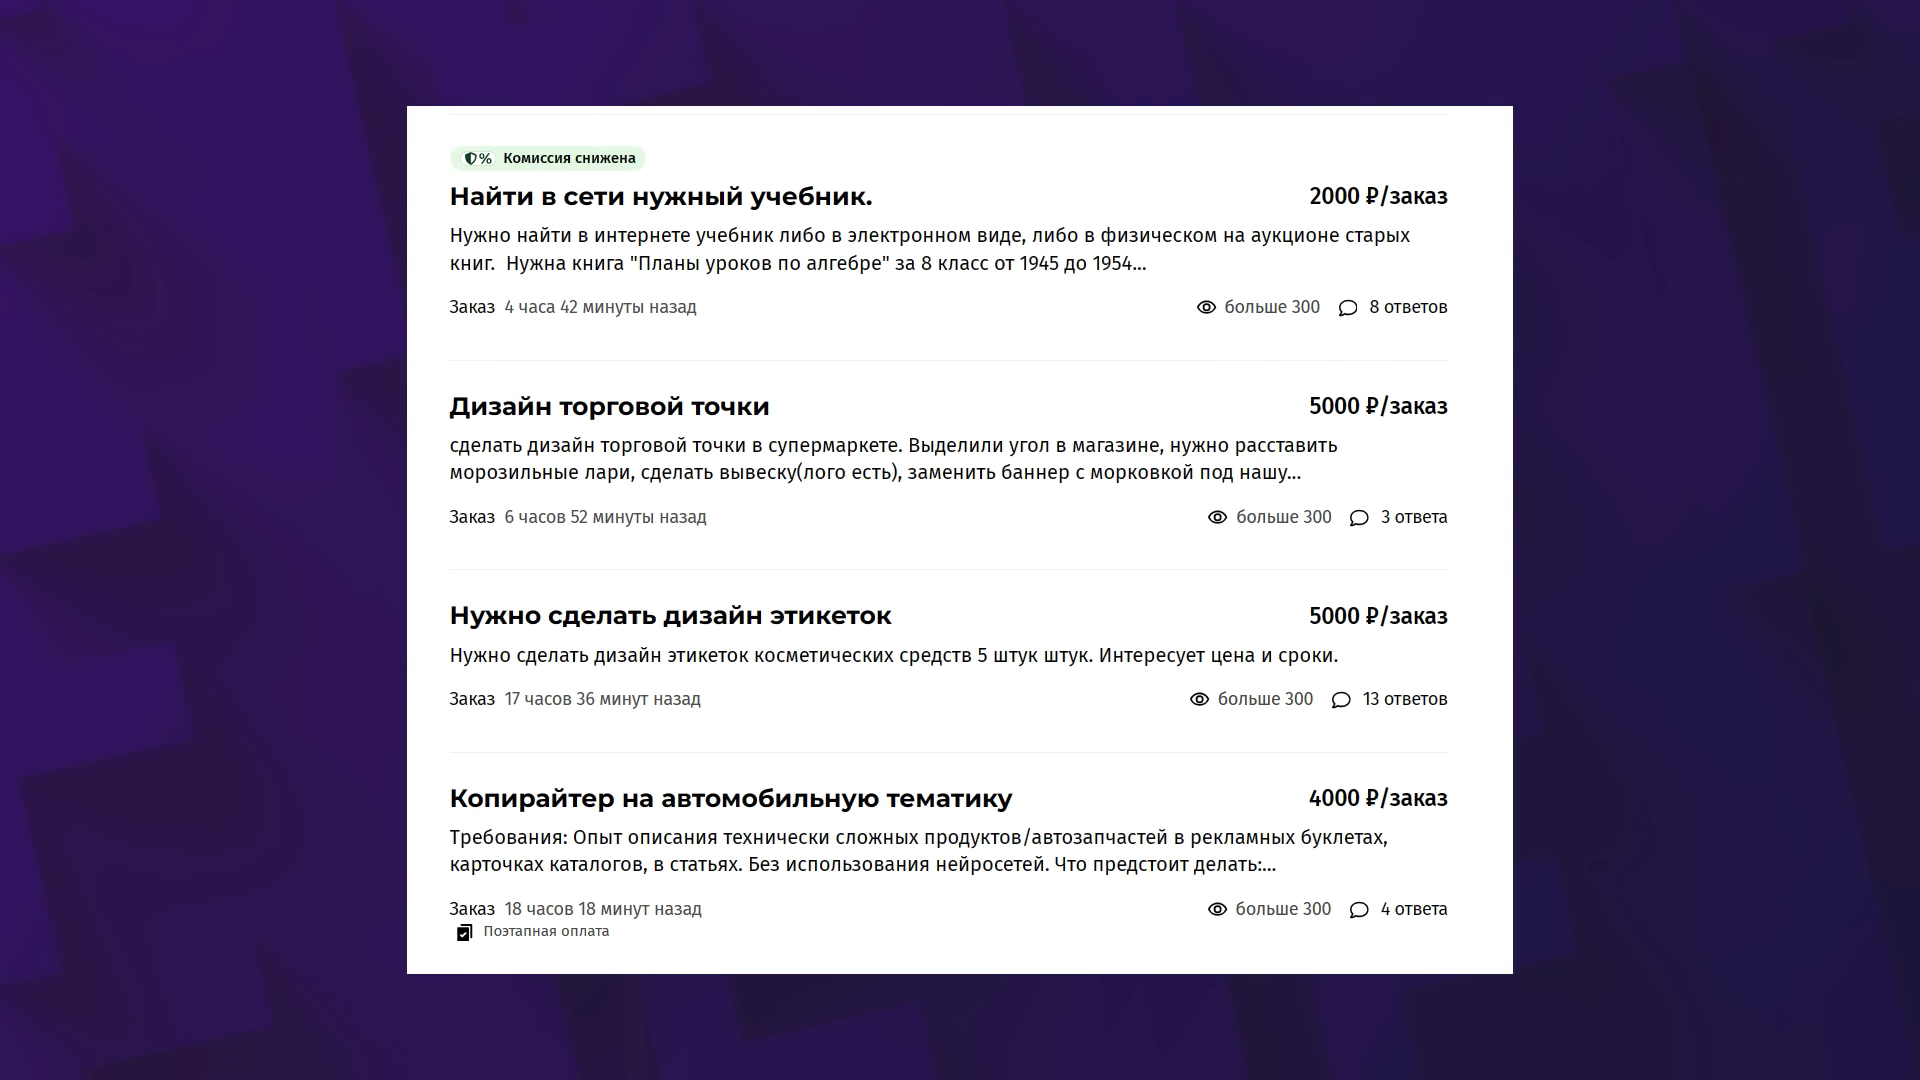 % Комиссия снижена
Найти в сети нужный учебник. 2000 ₽/заказ
Нужно найти в интернете учебник либо в электронном виде, либо в физическом на аукционе старых
книг. Нужна книга "Планы уроков по алгебре" за 8 класс от 1945 до 1954...
Заказ 4 часа 42 минуты назад больше 300 8 ответов
Дизайн торговой точки 5000 ₽/заказ
сделать дизайн торговой точки в супермаркете. Выделили угол в магазине, нужно расставить
морозильные лари, сделать вывеску(лого есть), заменить баннер с морковкой под нашу...
Заказ 6 часов 52 минуты назад больше 300 3 ответа
Нужно сделать дизайн этикеток 5000 ₽/заказ
Нужно сделать дизайн этикеток косметических средств 5 штук штук. Интересует цена и сроки.
Заказ 17 часов 36 минут назад больше 300 13 ответов
Копирайтер на автомобильную тематику 4000 ₽/заказ
Требования: Опыт описания технически сложных продуктов/автозапчастей в рекламных буклетах,
карточках каталогов, в статьях. Без использования нейросетей. Что предстоит делать:...
Заказ 18 часов 18 минут назад больше 300 4 ответа
Поэтапная оплата